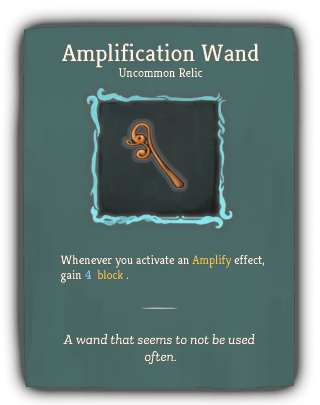 Amplification Wand
Uncommon Relic
Whenever you activate an Amplify effect,
gain 4 block .
A wand that seems to not be used
often.